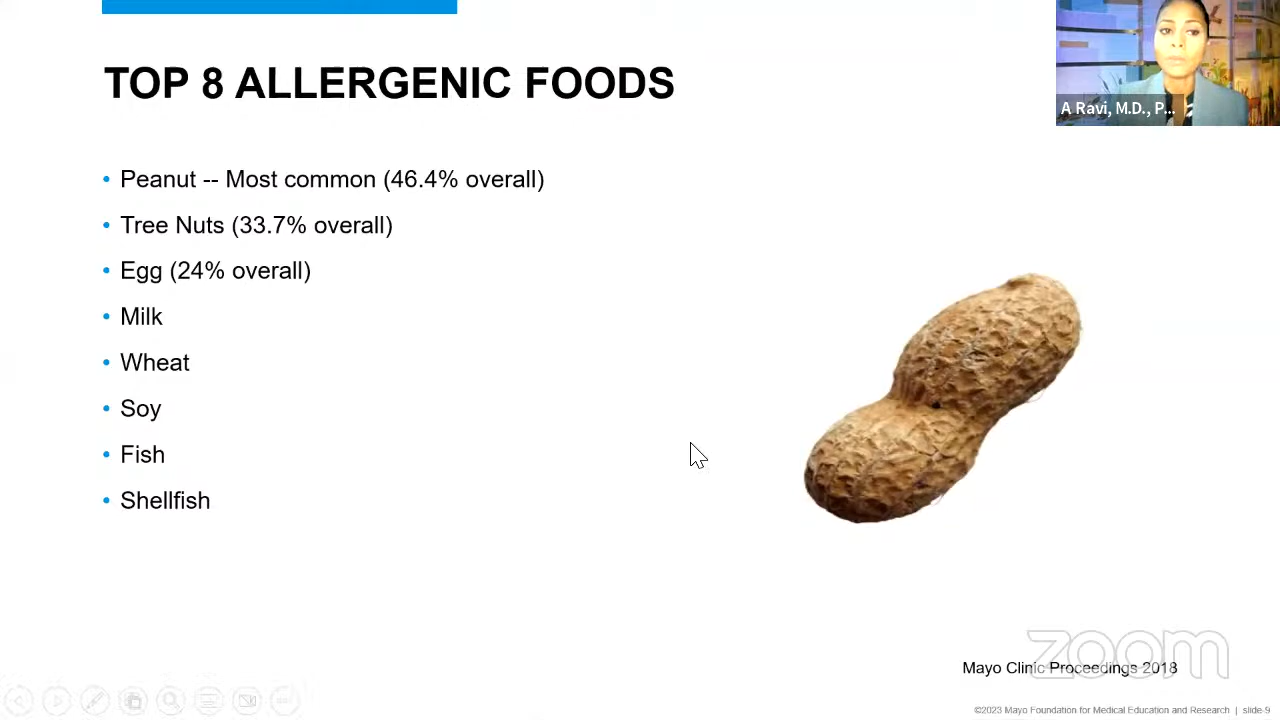 TOP 8 ALLERGENIC FOODS
A Ravi, M.D., P...
• Peanut -- Most common (46.4% overall)
• Tree Nuts (33.7% overall)
• Egg (24% overall)
• Milk
• Wheat
• Soy
• Fish
• Shellfish
zoom
Mayo Clinic Proceedings 2018
©2023 Mayo Foundation for Medical Education and Research | slide-9